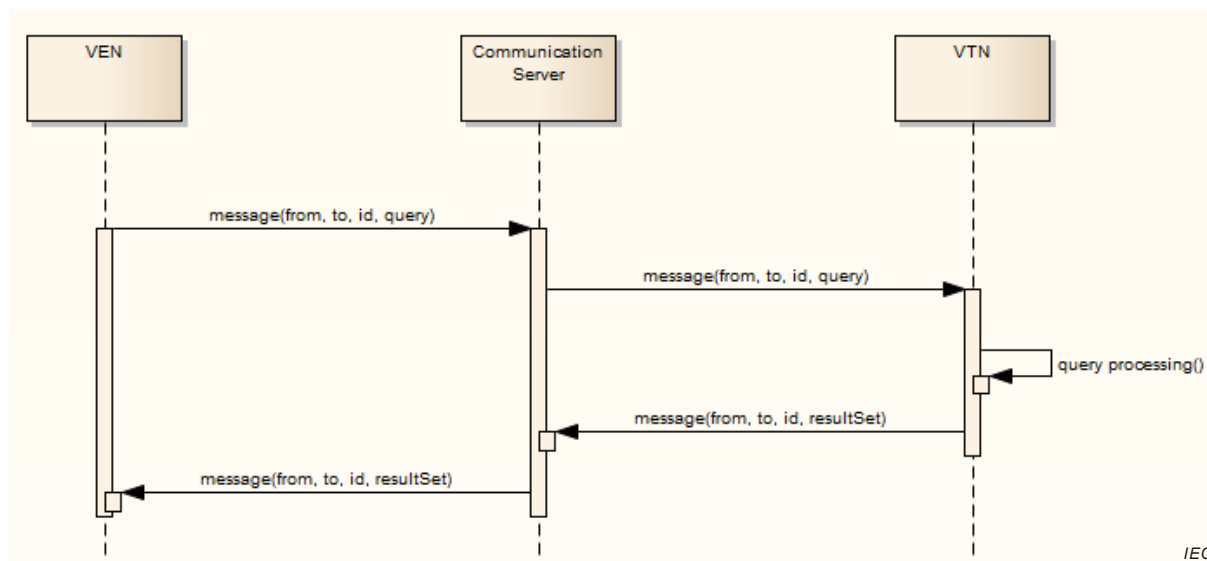 VEN
Communication
Server
VTN
message(from, to, id, query)
message(from, to, id, query)
query processing()
message(from, to, id, resultSet)
message(from, to, id, resultSet)
IEC